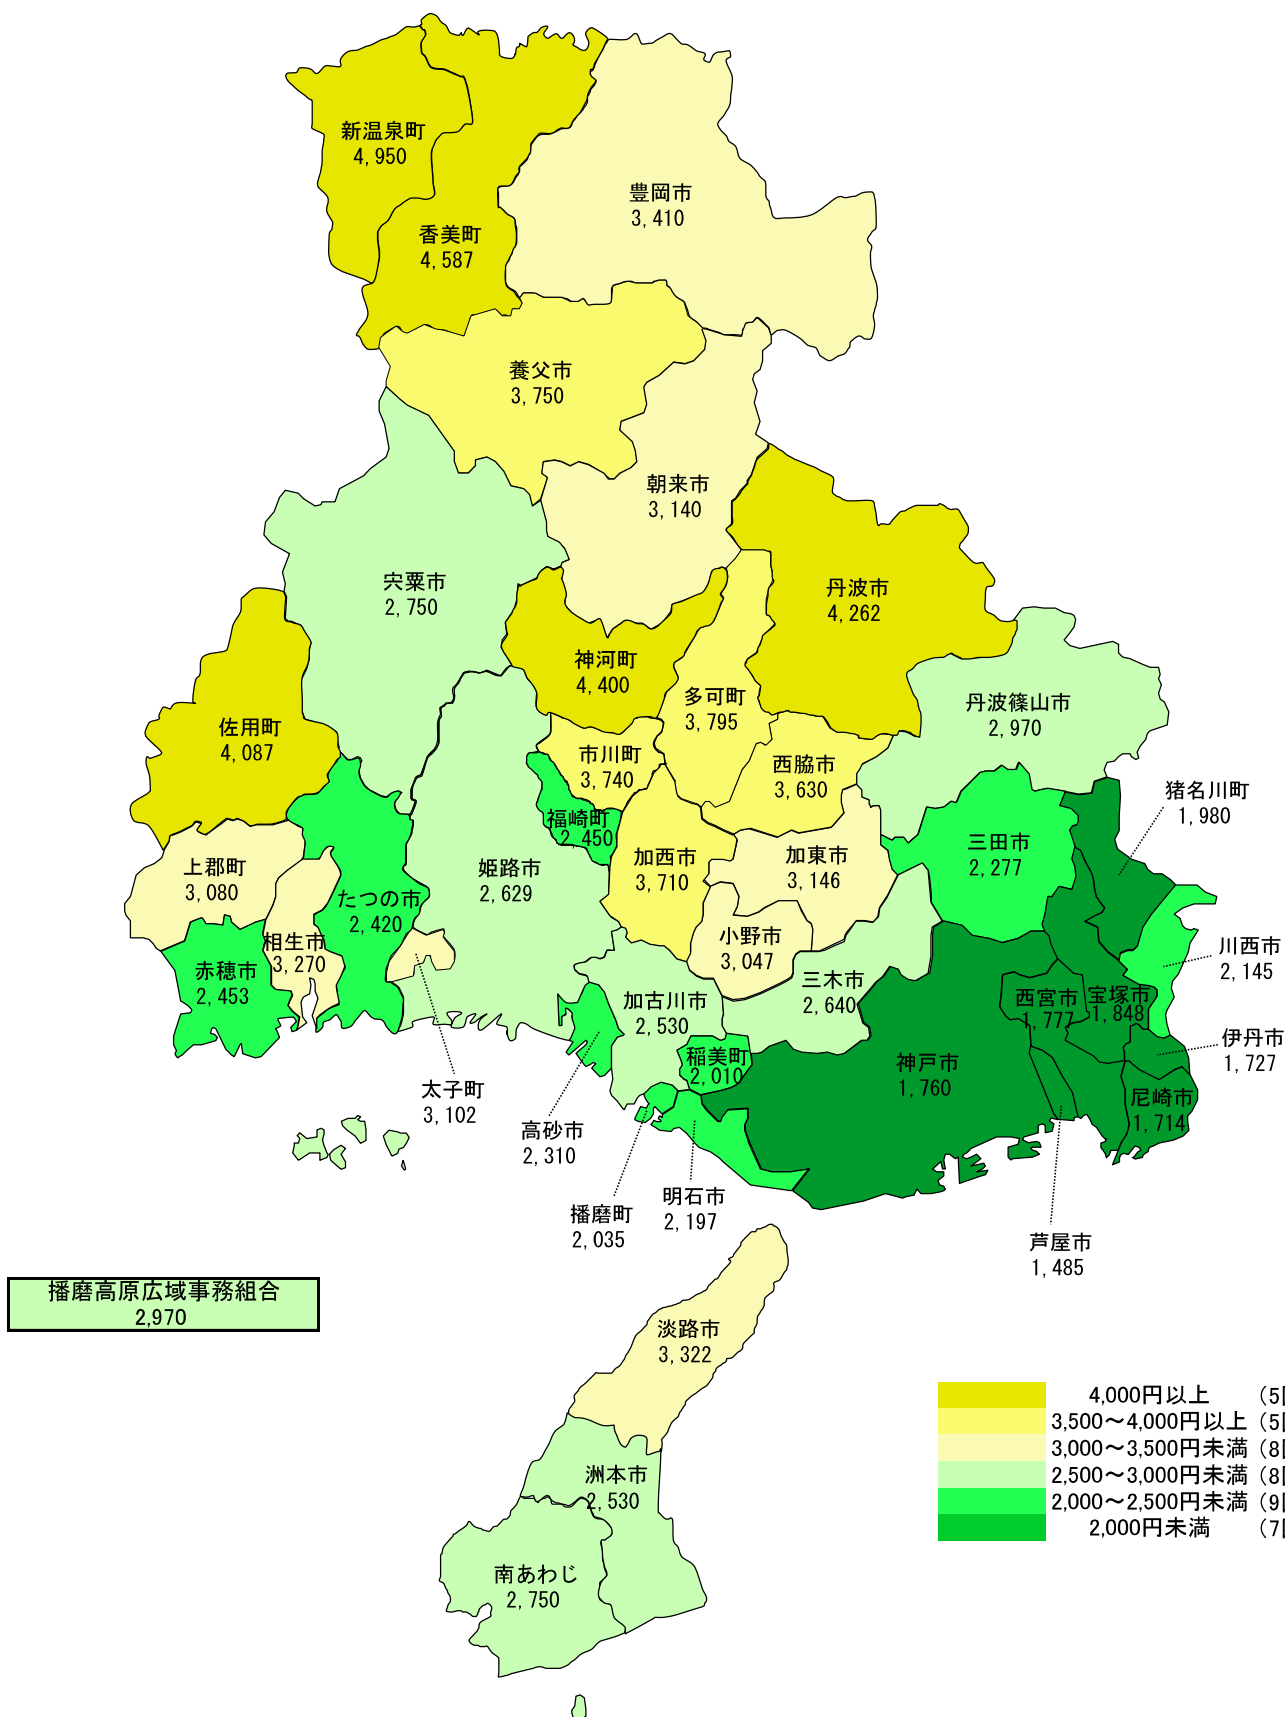 新温泉町
4,950
香美町
4,587
豊岡市
3,410
養父市
3,750
朝来市
3,140
宍粟市
2,750
丹波市
4,262
神河町
4,400
多可町
3,795
丹波篠山市
2,970
佐用町
4,087
市川町
3,740
西脇市
3,630
猪名川町
1,980
福崎町
2,450
三田市
2,277
加西市
3,710
加東市
3,146
上郡町
3,080
姫路市
2,629
たつの市
2,420
相生市
3,270
小野市
3,047
川西市
2,145
赤穂市
2,453
三木市
2,640
加古川市
2,530
西宮市
1,777
宝塚市
1,848
伊丹市
1,727
稲美町
2,010
神戸市
1,760
太子町
3,102
尼崎市
1,714
高砂市
2,310
明石市
2,197
播磨町
2,035
芦屋市
1,485
播磨高原広域事務組合
2,970
淡路市
3,322
洲本市
2,530
南あわじ
2,750
4,000円以上 (5
3,500～4,000円以上 (5
3,000～3,500円未満 (8
2,500～3,000円未満 (8
2,000～2,500円未満 (9
2,000円未満 (7